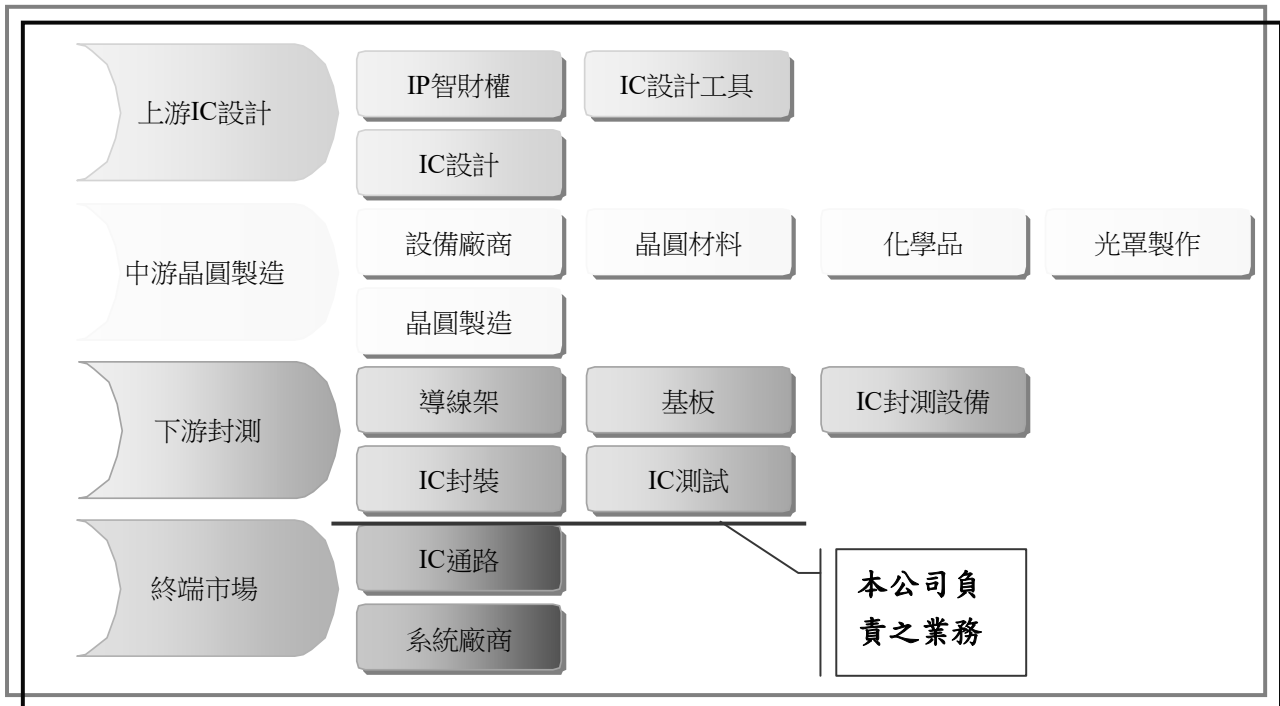 上游IC設計
IP智財權
IC設計工具
IC設計
中游晶圓製造
設備廠商
晶圓材料
化學品
光罩製作
晶圓製造
下游封測
導線架
基板
IC封測設備
IC封裝
IC測試
終端市場
IC通路
系統廠商
本公司負
責之業務